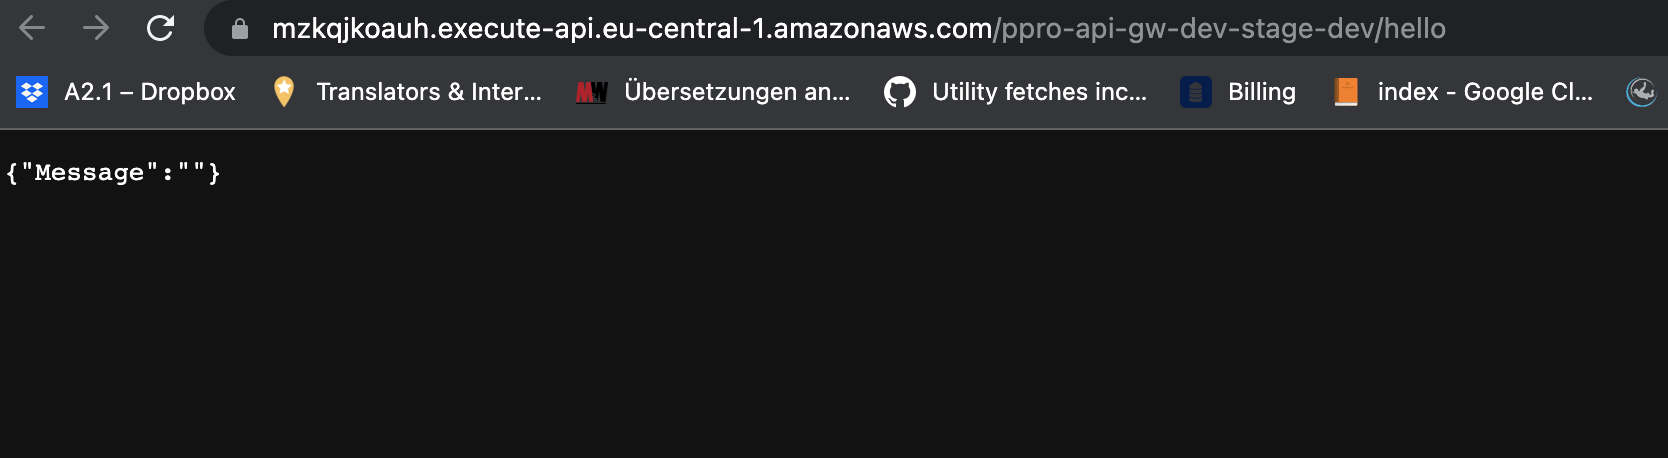 mzkqjkoauh.execute-api.eu-central-1.amazonaws.com/ppro-api-gw-dev-stage-dev/hello
A2.1 – Dropbox Translators & Inter... M&W Übersetzungen an... Utility fetches inc... Billing index - Google Cl...
{"Message":""}